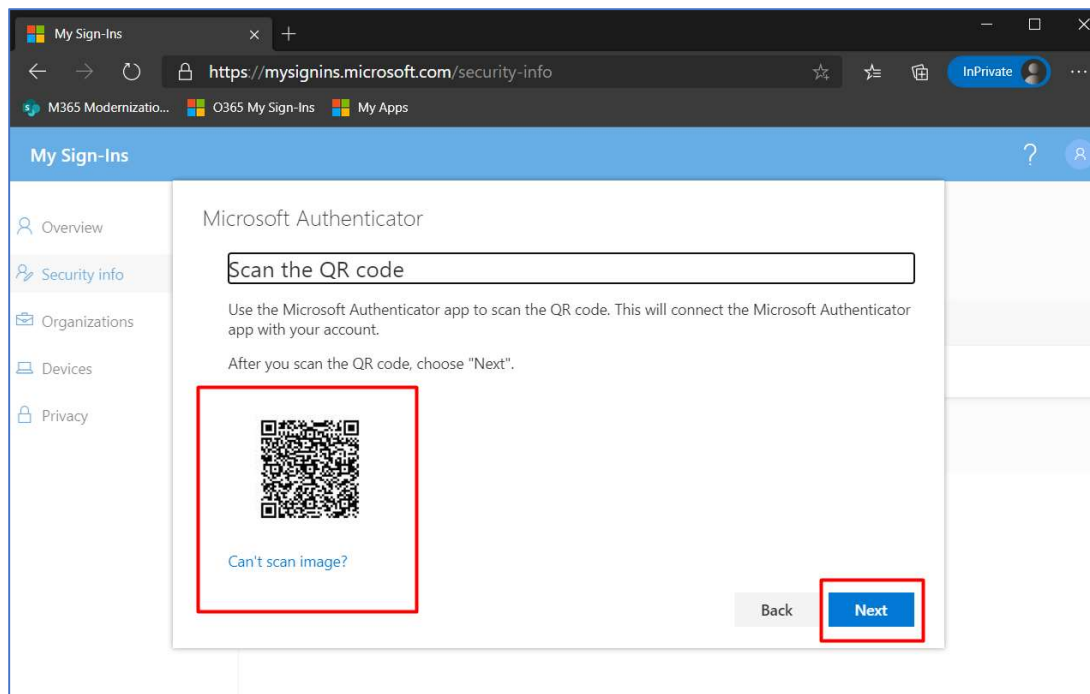 My Sign-Ins
https://mysignins.microsoft.com/security-info
InPrivate
M365 Modernizatio...
O365 My Sign-Ins
My Apps
My Sign-Ins
?
Overview
Security info
Organizations
Devices
Privacy
Microsoft Authenticator
Scan the QR code
Use the Microsoft Authenticator app to scan the QR code. This will connect the Microsoft Authenticator
app with your account.
After you scan the QR code, choose "Next".
Can't scan image?
Back
Next